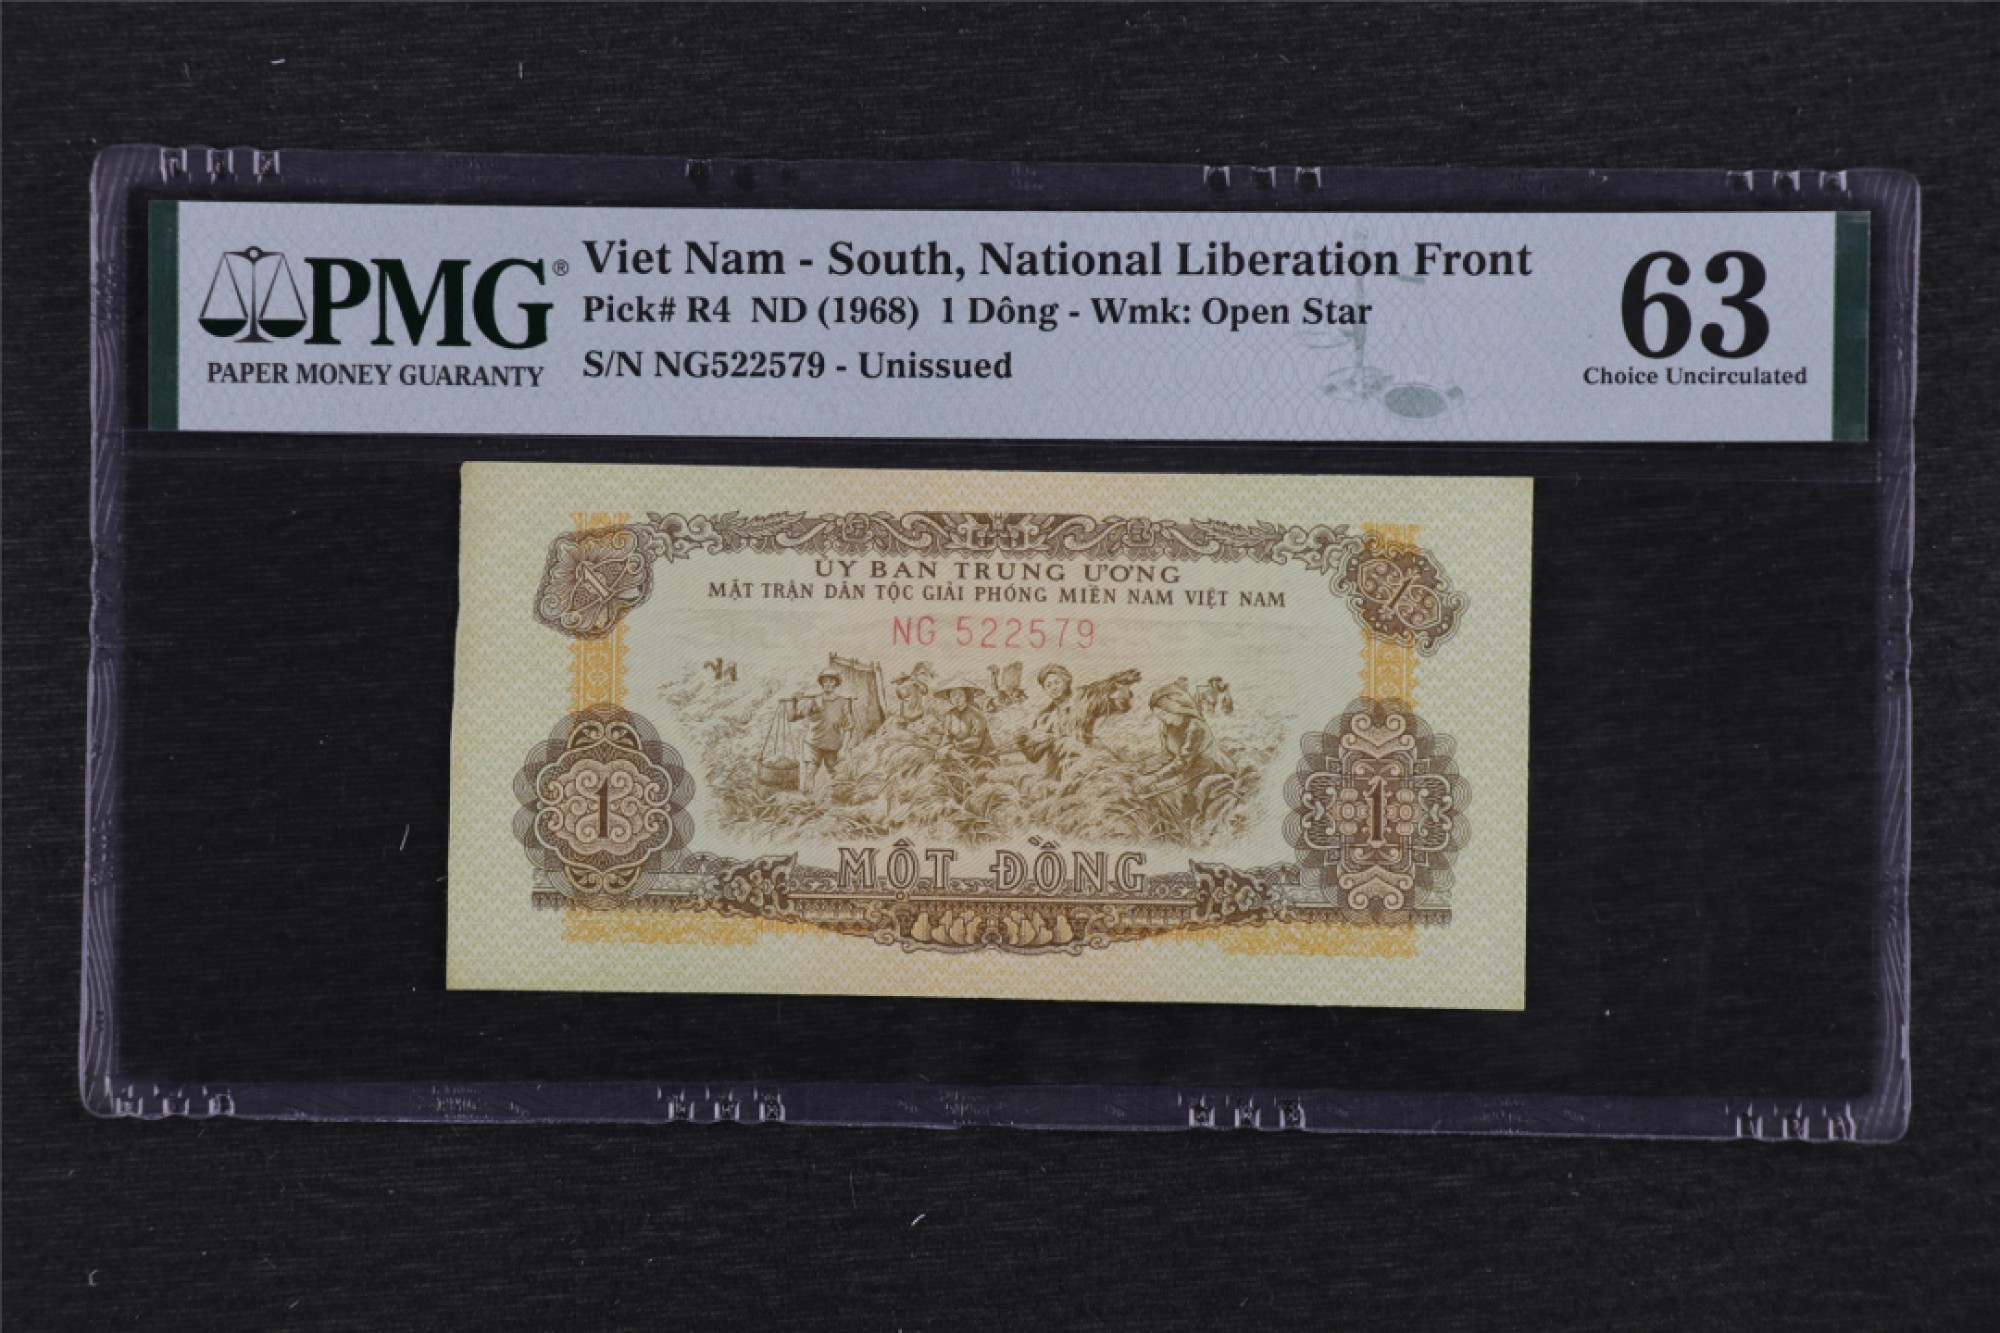 PMG®
PAPER MONEY GUARANTY
Viet Nam - South, National Liberation Front
Pick# R4 ND (1968) 1 Dông - Wmk: Open Star
S/N NG522579 - Unissued
63
Choice Uncirculated
ỦY BAN TRUNG ƯƠNG
MẶT TRẬN DÂN TỘC GIẢI PHÓNG MIỀN NAM VIỆT NAM
NG 522579
1
1
1
1
MỘT ĐỒNG